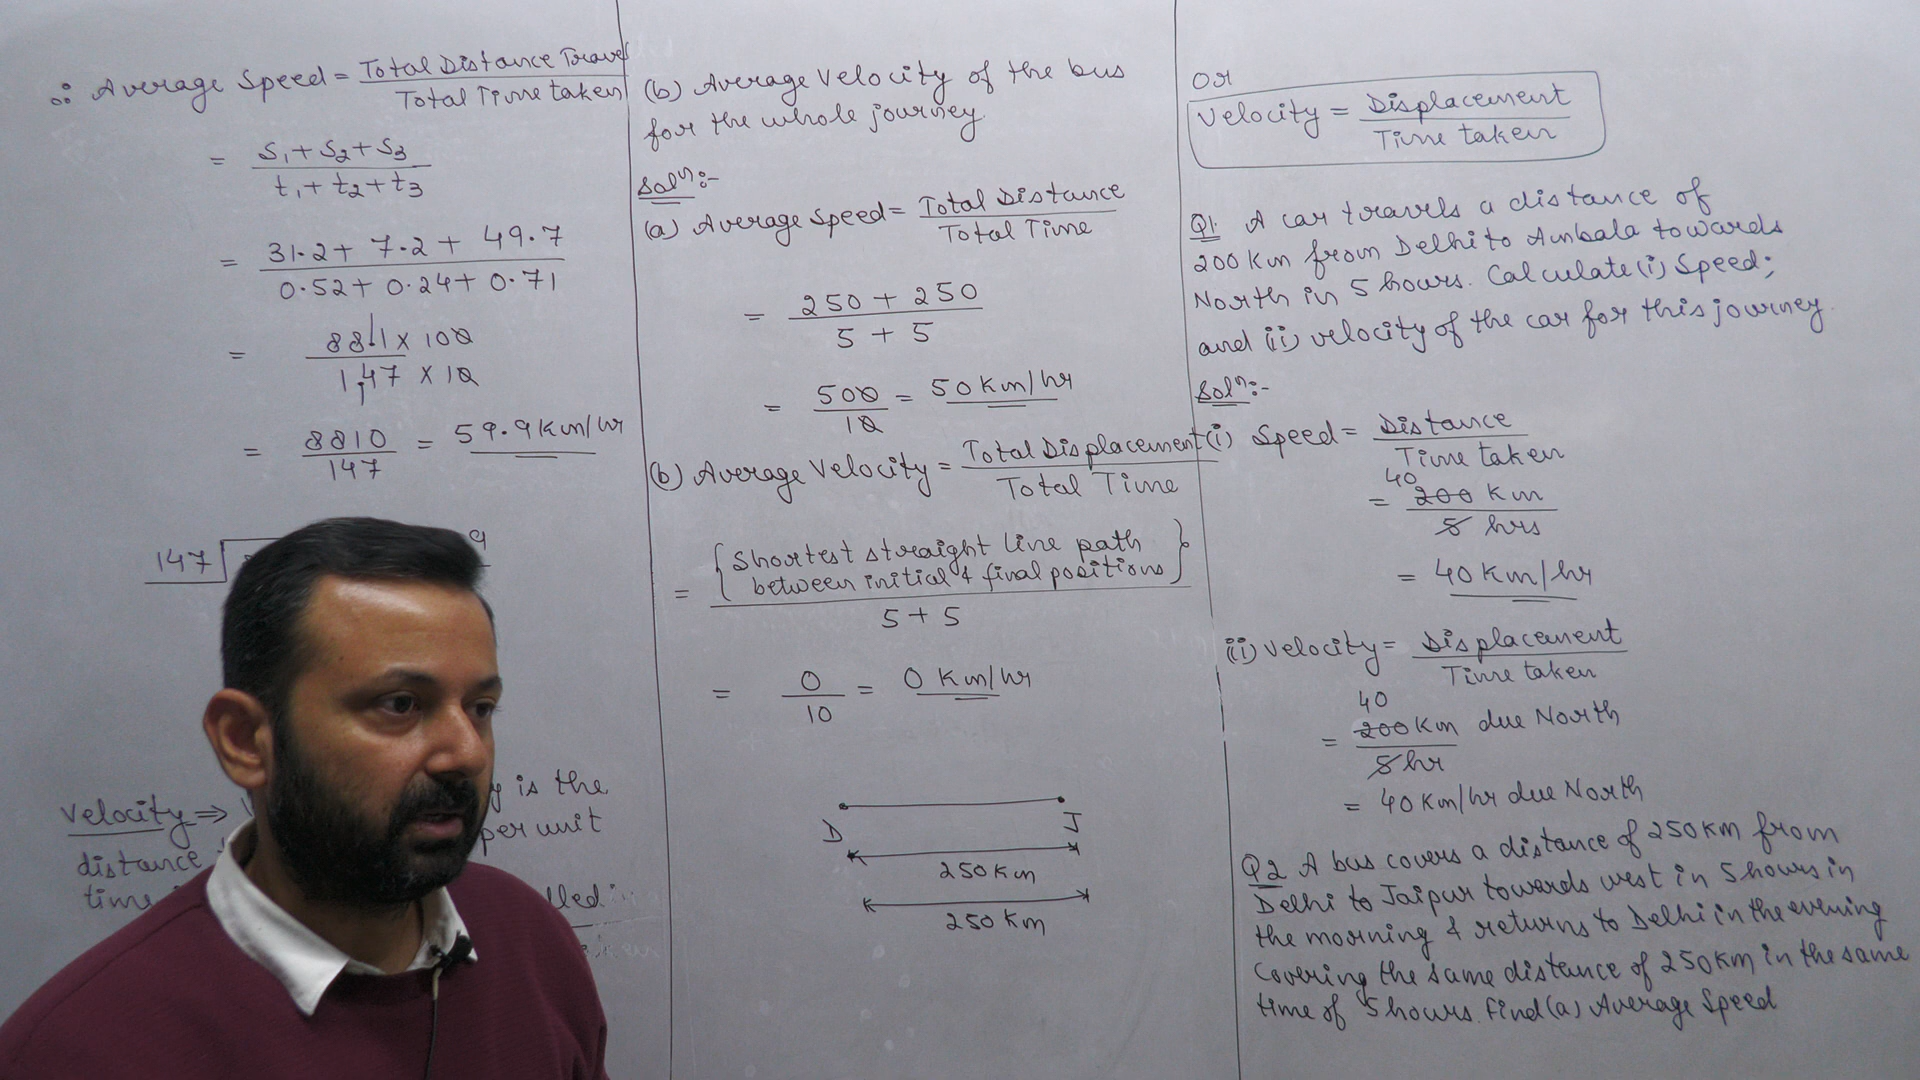 ∴ Average Speed = Total Distance Travel
Total Time taken
= S₁ + S₂ + S₃
t₁ + t₂ + t₃
= 31.2 + 7.2 + 49.7
0.52 + 0.24 + 0.71
= 88.1 × 100
1.47 × 10
= 8810 = 59.9 Km/hr
147
147
9
Velocity ⇒
y is the
distance
per unit
time
lled
(b) Average Velocity of the bus
for the whole journey.
Solⁿ:-
(a) Average Speed = Total Distance
Total Time
= 250 + 250
5 + 5
= 500 = 50 Km/hr
10
(b) Average Velocity = Total Displacement
Total Time
= {Shortest straight line path
between initial & final positions}
5 + 5
= 0 = 0 Km/hr
10
D J
250 Km
250 Km
Or
Velocity = Displacement
Time taken
Q1. A car travels a distance of
200 Km from Delhi to Ambala towards
North in 5 hours. Calculate (i) Speed;
and (ii) velocity of the car for this journey.
Solⁿ:-
(i) Speed = Distance
Time taken
40
= 200 Km
5 hrs
= 40 Km/hr
(ii) Velocity = Displacement
Time taken
40
= 200 Km due North
5 hr
= 40 Km/hr due North
Q2 A bus covers a distance of 250 Km from
Delhi to Jaipur towards west in 5 hours in
the morning & returns to Delhi in the evening
covering the same distance of 250 Km in the same
time of 5 hours. Find (a) Average Speed